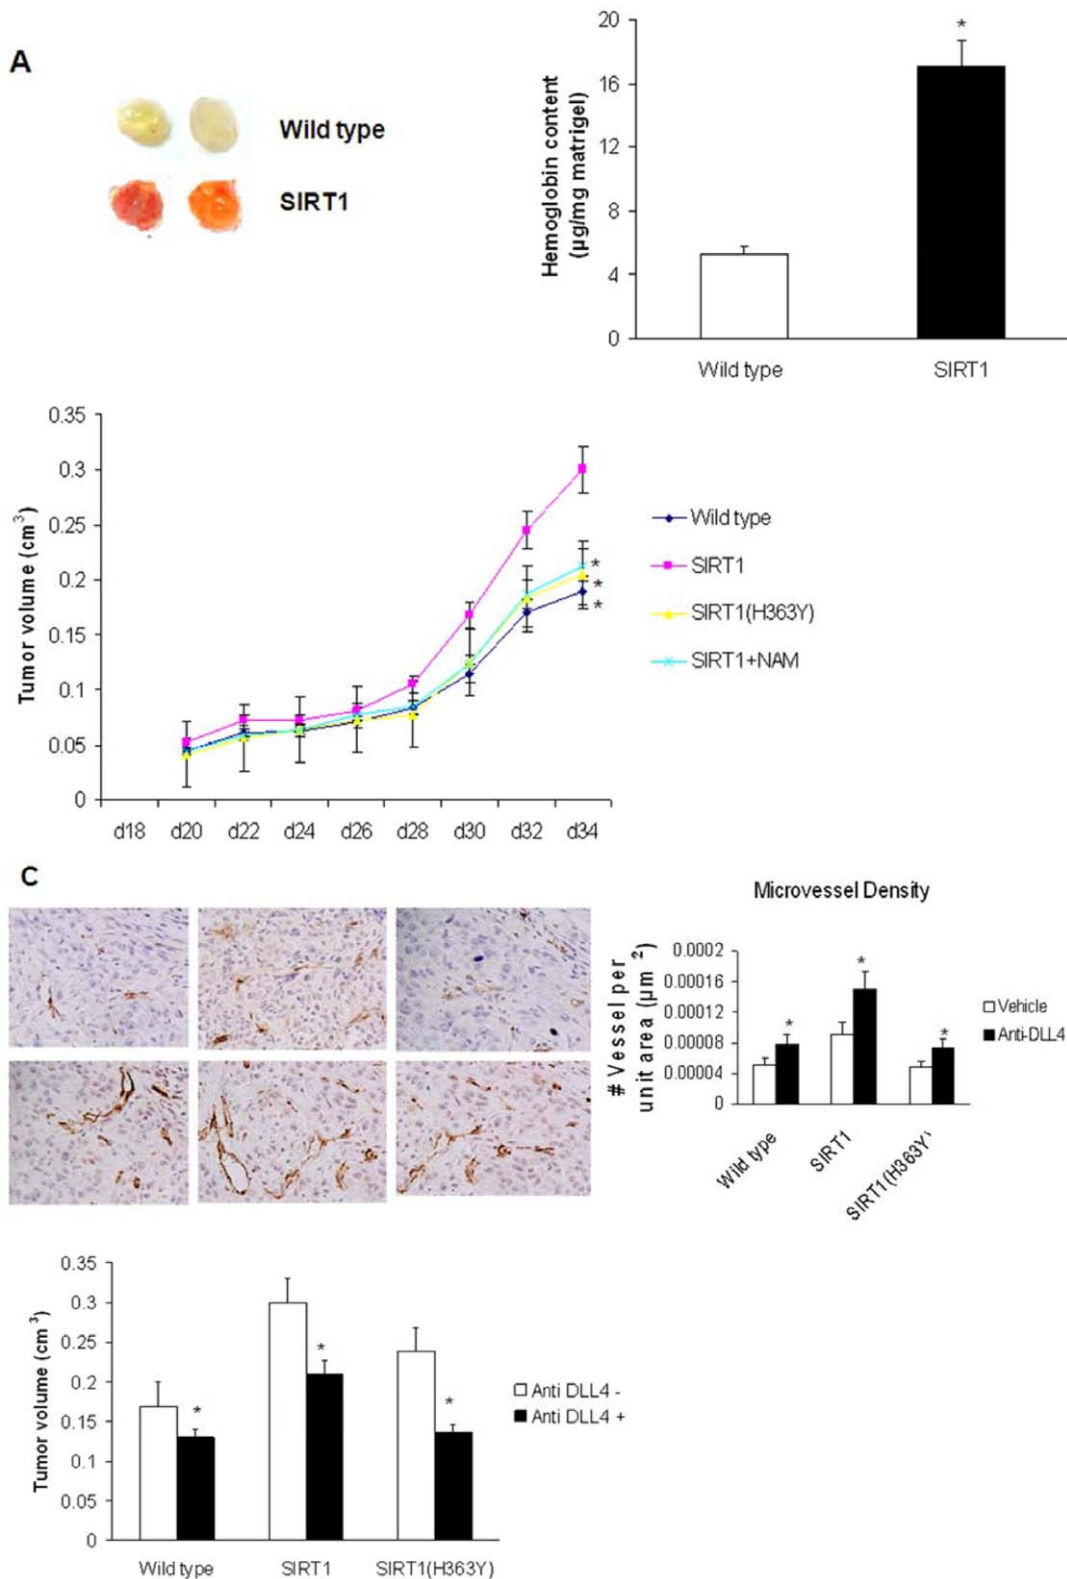 A
Wild type
SIRT1
Hemoglobin content
(µg/mg matrigel)
20
16
12
8
4
0
*
Wild type
SIRT1
Tumor volume (cm3)
0.35
0.3
0.25
0.2
0.15
0.1
0.05
0
*
*
*
d18 d20 d22 d24 d26 d28 d30 d32 d34
Wild type
SIRT1
SIRT1(H363Y)
SIRT1+NAM
C
Microvessel Density
# Vessel per
unit area (µm 2)
0.0002
0.00016
0.00012
0.00008
0.00004
0
* * *
Wild type
SIRT1
SIRT1(H363Y)
Vehicle
Anti-DLL4
Tumor volume (cm3)
0.35
0.3
0.25
0.2
0.15
0.1
0.05
0
* * *
Wild type SIRT1 SIRT1(H363Y)
Anti DLL4 -
Anti DLL4 +